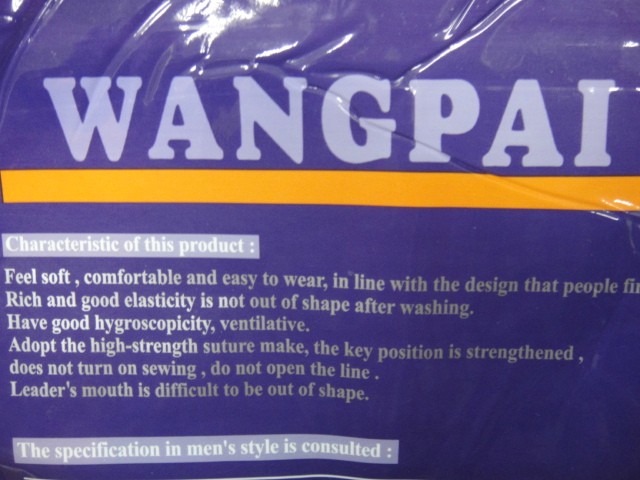 WANGPAI
Characteristic of this product :
Feel soft , comfortable and easy to wear, in line with the design that people
Rich and good elasticity is not out of shape after washing.
Have good hygroscopicity, ventilative.
Adopt the high-strength suture make, the key position is strengthened ,
does not turn on sewing , do not open the line .
Leader's mouth is difficult to be out of shape.
The specification in men's style is consulted :